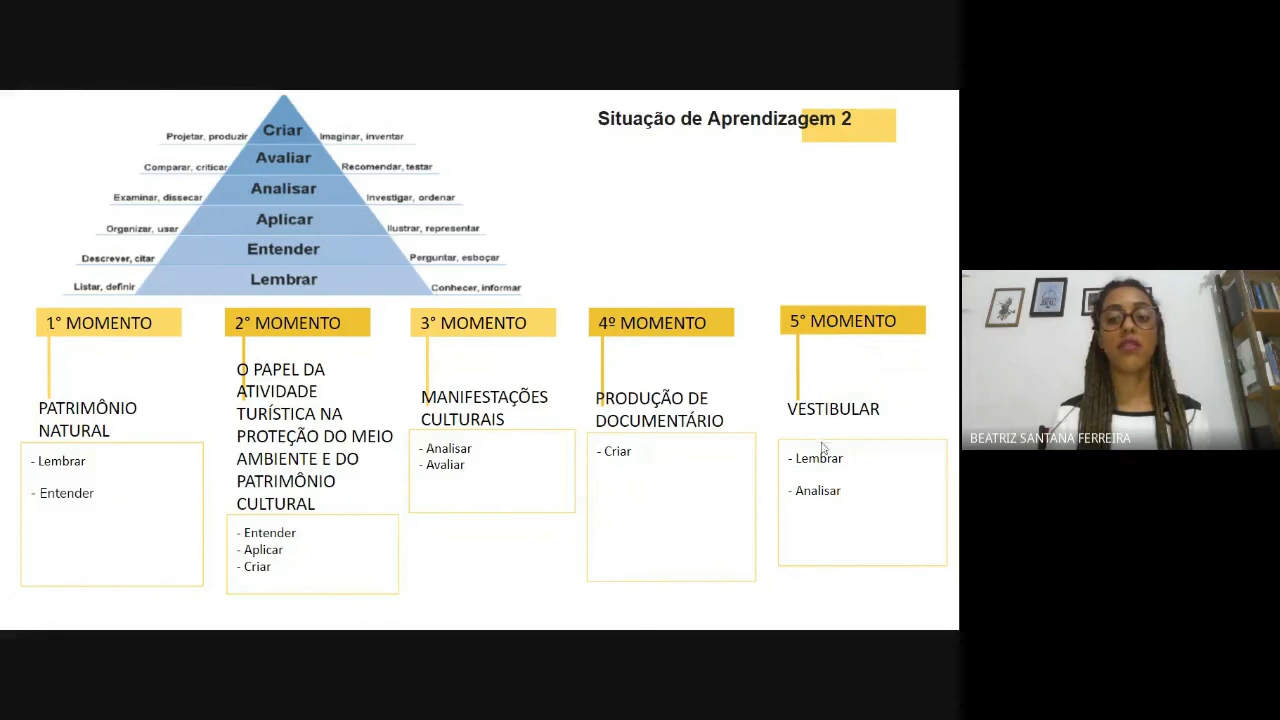 Situação de Aprendizagem 2
Criar
Projetar, produzir
Imaginar, inventar
Avaliar
Comparar, criticar
Recomendar, testar
Analisar
Examinar, dissecar
Investigar, ordenar
Aplicar
Organizar, usar
Ilustrar, representar
Entender
Descrever, citar
Perguntar, esboçar
Lembrar
Listar, definir
Conhecer, informar
1° MOMENTO
PATRIMÔNIO
NATURAL
- Lembrar
- Entender
2° MOMENTO
O PAPEL DA
ATIVIDADE
TURÍSTICA NA
PROTEÇÃO DO MEIO
AMBIENTE E DO
PATRIMÔNIO
CULTURAL
- Entender
- Aplicar
- Criar
3° MOMENTO
MANIFESTAÇÕES
CULTURAIS
- Analisar
- Avaliar
4º MOMENTO
PRODUÇÃO DE
DOCUMENTÁRIO
- Criar
5° MOMENTO
VESTIBULAR
- Lembrar
- Analisar
BEATRIZ SANTANA FERREIRA